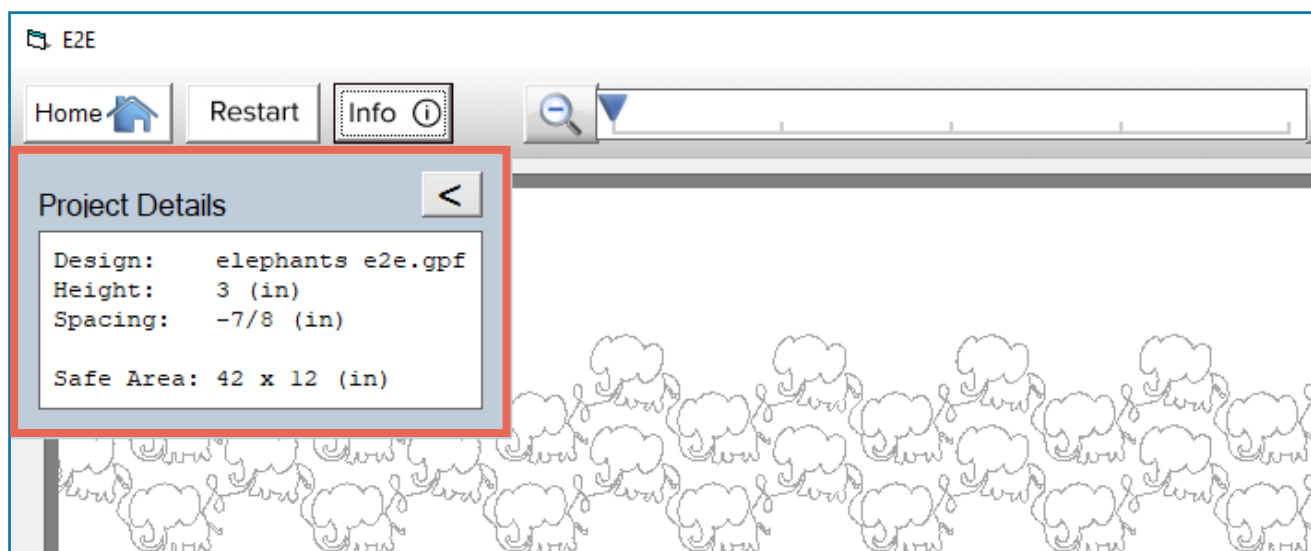 E2E
Home Restart Info
Project Details <
Design: elephants e2e.gpf
Height: 3 (in)
Spacing: -7/8 (in)
Safe Area: 42 x 12 (in)